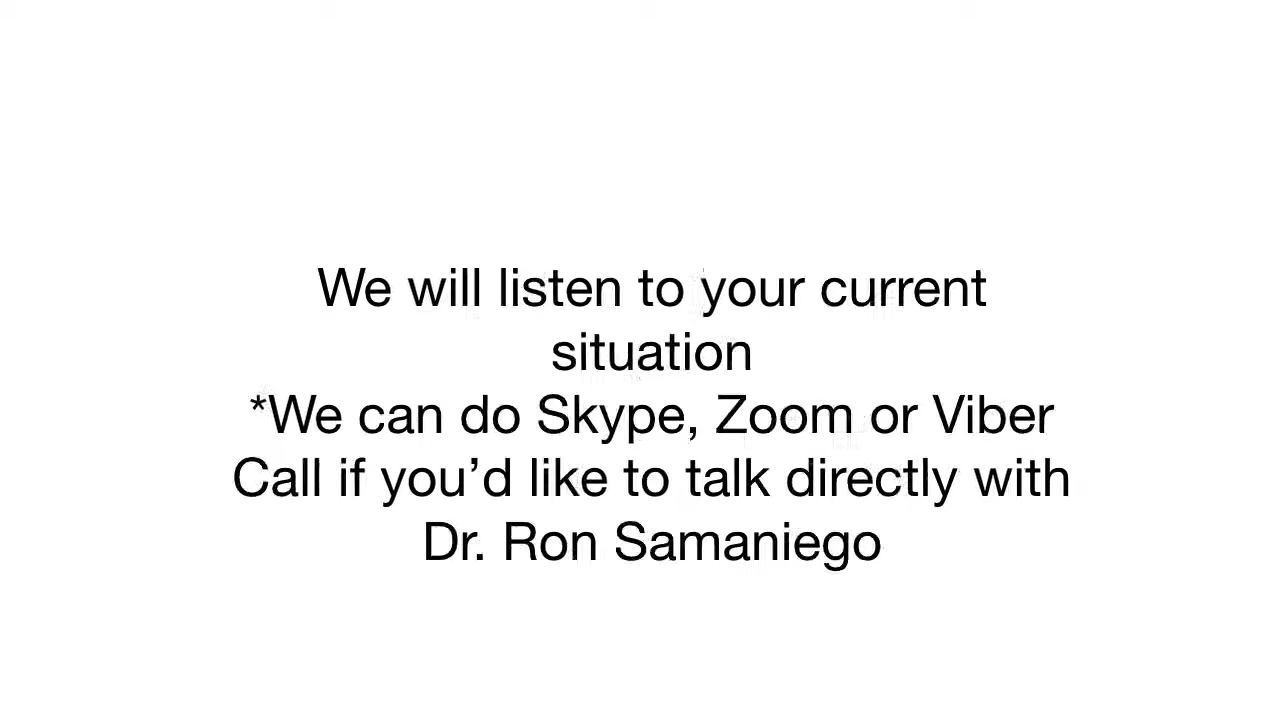 We will listen to your current
situation
*We can do Skype, Zoom or Viber
Call if you’d like to talk directly with
Dr. Ron Samaniego